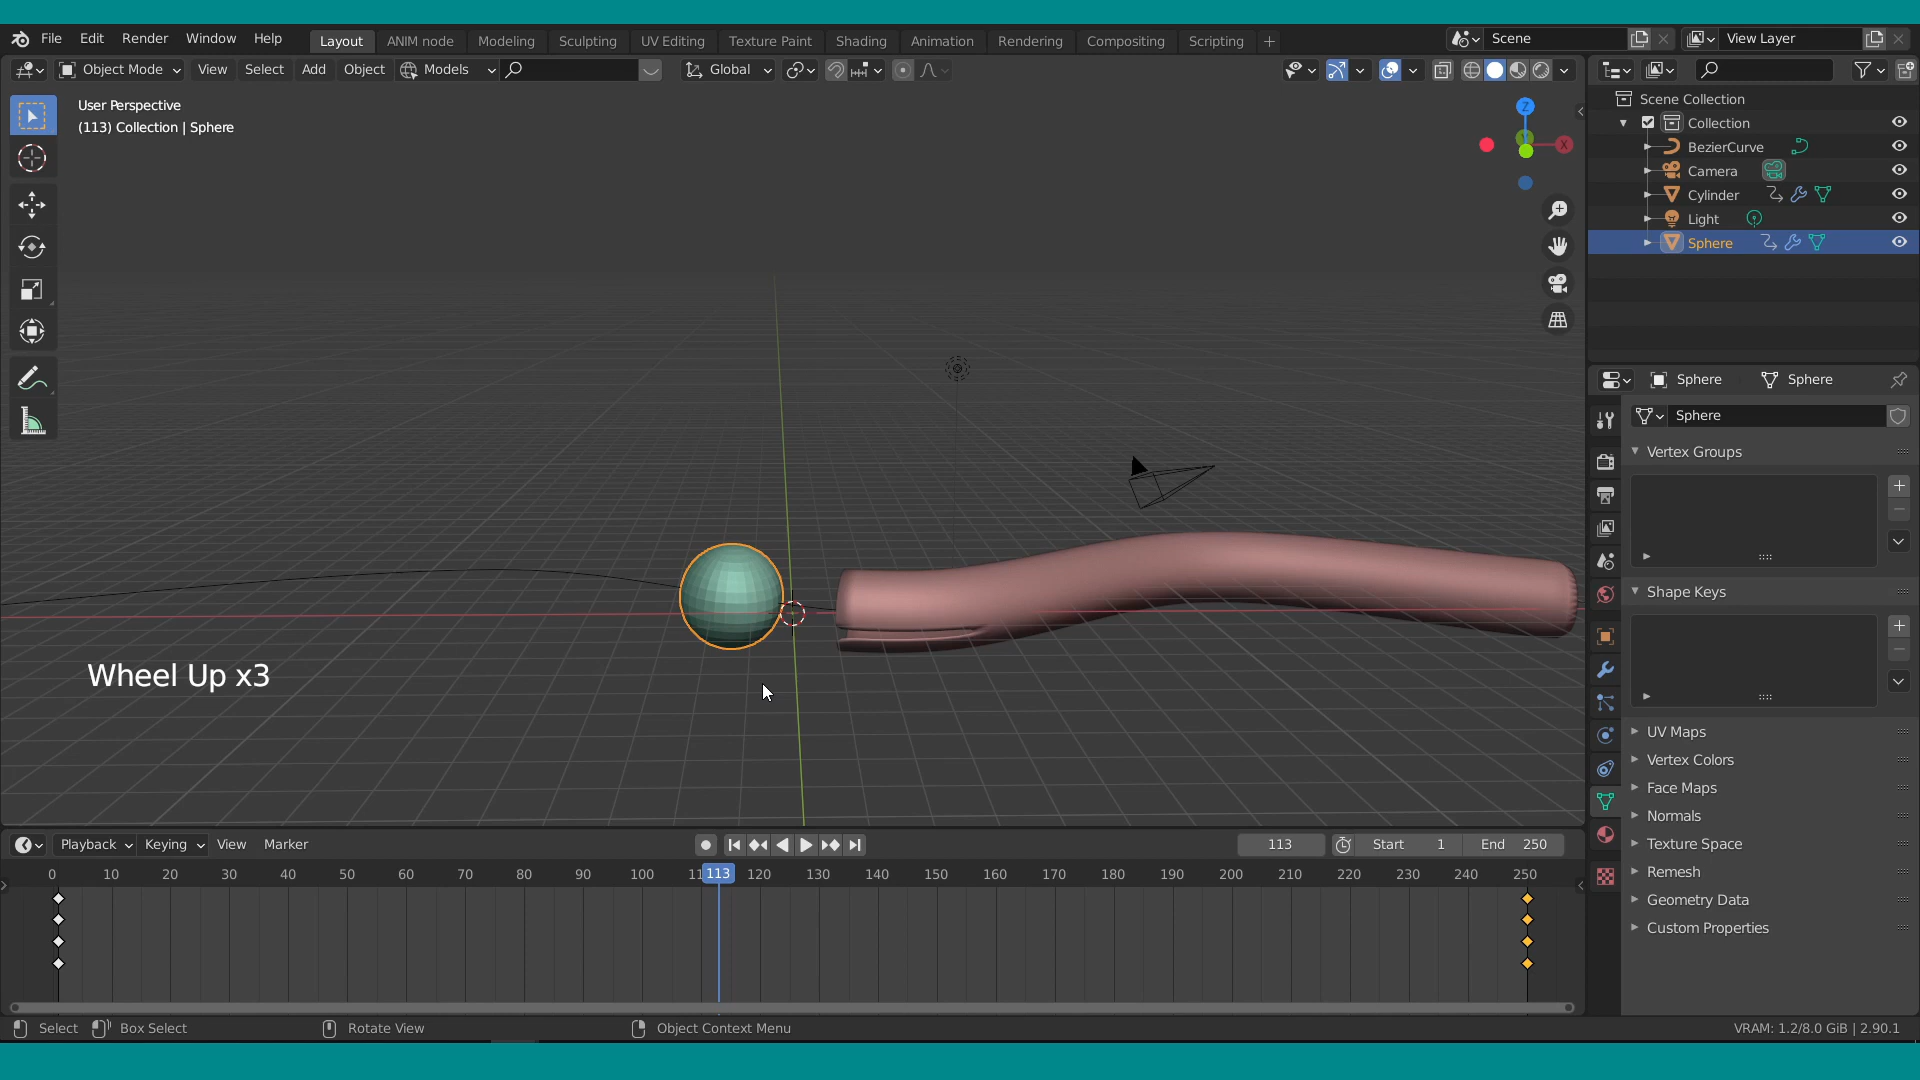 File Edit Render Window Help Layout ANIM node Modeling Sculpting UV Editing Texture Paint Shading Animation Rendering Compositing Scripting + Scene View Layer
Object Mode View Select Add Object Models Global
User Perspective
(113) Collection | Sphere
Z
Y
X
Scene Collection
Collection
BezierCurve
Camera
Cylinder
Light
Sphere
Sphere Sphere
Sphere
Vertex Groups
Shape Keys
UV Maps
Vertex Colors
Face Maps
Normals
Texture Space
Remesh
Geometry Data
Custom Properties
Wheel Up x3
Playback Keying View Marker 113 Start 1 End 250
0 10 20 30 40 50 60 70 80 90 100 11 113 120 130 140 150 160 170 180 190 200 210 220 230 240 250
Select Box Select Rotate View Object Context Menu VRAM: 1.2/8.0 GiB | 2.90.1